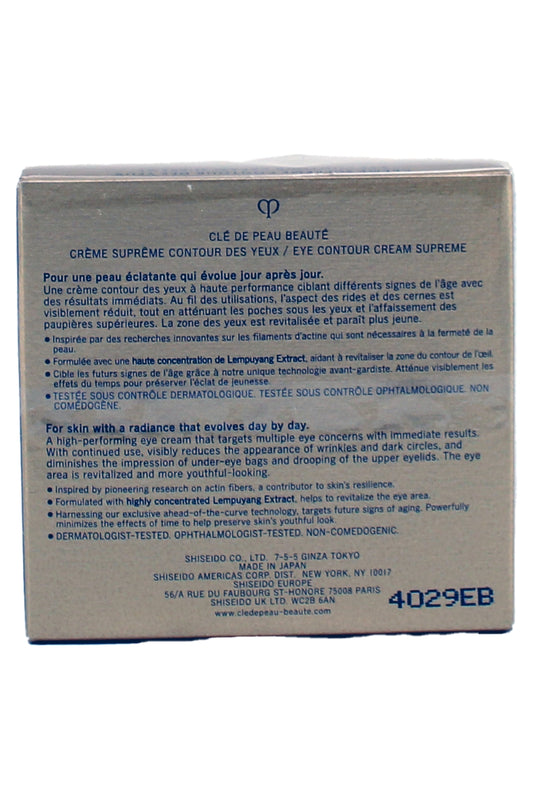 CLÉ DE PEAU BEAUTÉ
CRÈME SUPRÊME CONTOUR DES YEUX / EYE CONTOUR CREAM SUPREME
Pour une peau éclatante qui évolue jour après jour.
Une crème contour des yeux à haute performance ciblant différents signes de l'âge avec
des résultats immédiats. Au fil des utilisations, l'aspect des rides et des cernes est
visiblement réduit, tout en atténuant les poches sous les yeux et l'affaissement des
paupières supérieures. La zone des yeux est revitalisée et paraît plus jeune.
● Inspirée par des recherches innovantes sur les filaments d'actine qui sont nécessaires à la fermeté de la
peau.
● Formulée avec une haute concentration de Lempuyang Extract, aidant à revitaliser la zone du contour de l'œil.
● Cible les futurs signes de l'âge grâce à notre unique technologie avant-gardiste. Atténue visiblement les
effets du temps pour préserver l'éclat de jeunesse.
● TESTÉE SOUS CONTRÔLE DERMATOLOGIQUE. TESTÉE SOUS CONTRÔLE OPHTALMOLOGIQUE. NON
COMÉDOGÈNE.
For skin with a radiance that evolves day by day.
A high-performing eye cream that targets multiple eye concerns with immediate results.
With continued use, visibly reduces the appearance of wrinkles and dark circles, and
diminishes the impression of under-eye bags and drooping of the upper eyelids. The eye
area is revitalized and more youthful-looking.
● Inspired by pioneering research on actin fibers, a contributor to skin's resilience.
● Formulated with highly concentrated Lempuyang Extract, helps to revitalize the eye area.
● Harnessing our exclusive ahead-of-the-curve technology, targets future signs of aging. Powerfully
minimizes the effects of time to help preserve skin's youthful look.
● DERMATOLOGIST-TESTED. OPHTHALMOLOGIST-TESTED. NON-COMEDOGENIC.
SHISEIDO CO., LTD. 7-5-5 GINZA TOKYO
MADE IN JAPAN
SHISEIDO AMERICAS CORP. DIST. NEW YORK, NY 10017
SHISEIDO EUROPE
56/A RUE DU FAUBOURG ST-HONORE 75008 PARIS
SHISEIDO UK LTD. WC2B 6AN
www.cledepeau-beaute.com
4029EB